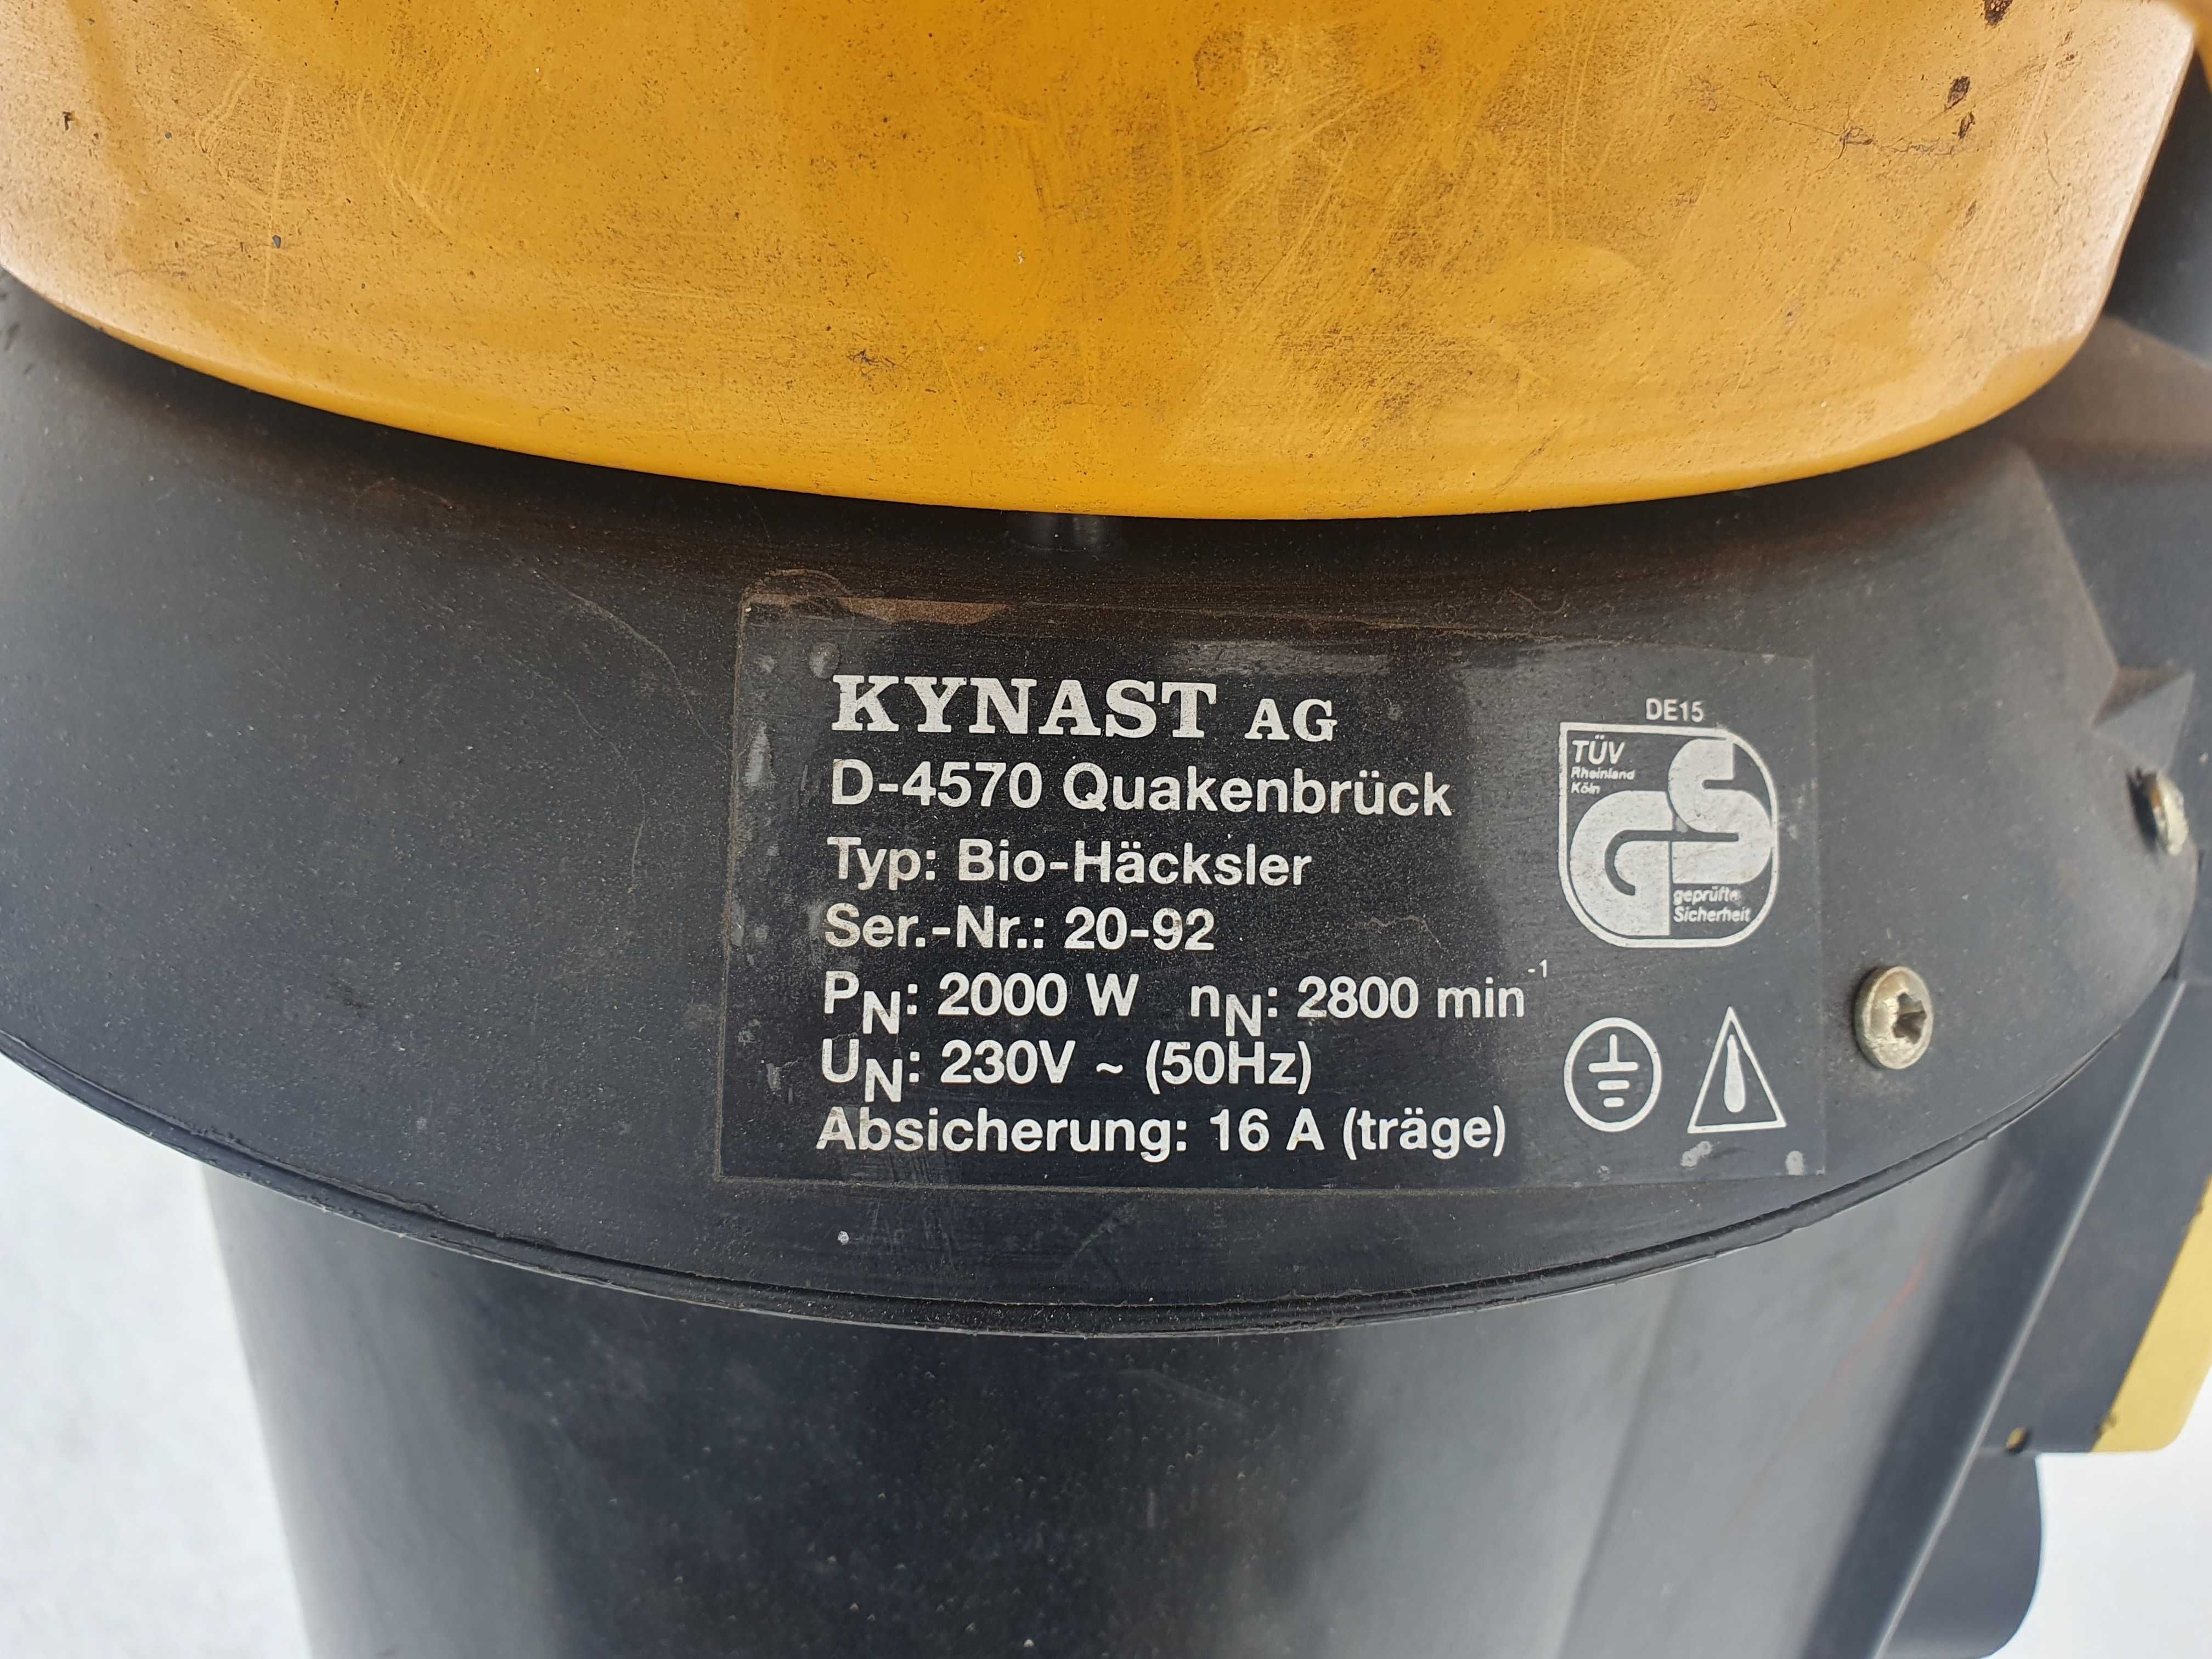 KYNAST AG
D-4570 Quakenbrück
Typ: Bio-Häcksler
Ser.-Nr.: 20-92
PN: 2000 W nN: 2800 min-1
UN: 230V ~ (50Hz)
Absicherung: 16 A (träge)
DE15
TÜV
Rheinland
Köln
GS
geprüfte
Sicherheit